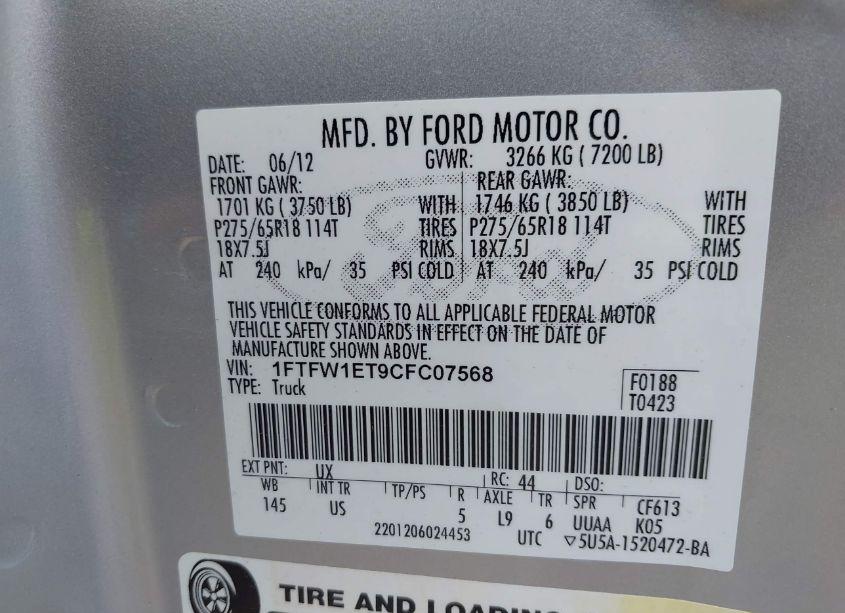 MFD. BY FORD MOTOR CO.
DATE: 06/12 GVWR: 3266 KG ( 7200 LB)
FRONT GAWR: REAR GAWR:
1701 KG ( 3750 LB) WITH 1746 KG ( 3850 LB) WITH
P275/65R18 114T TIRES P275/65R18 114T TIRES
18X7.5J RIMS 18X7.5J RIMS
AT 240 kPa/ 35 PSI COLD AT 240 kPa/ 35 PSI COLD
THIS VEHICLE CONFORMS TO ALL APPLICABLE FEDERAL MOTOR
VEHICLE SAFETY STANDARDS IN EFFECT ON THE DATE OF
MANUFACTURE SHOWN ABOVE.
VIN: 1FTFW1ET9CFC07568
TYPE: Truck
F0188
T0423
EXT PNT: UX RC: 44 DSO:
WB INT TR TP/PS R AXLE TR SPR CF613
145 US 5 L9 6 UUAA K05
2201206024453 UTC ▽5U5A-1520472-BA
TIRE AND LOADING